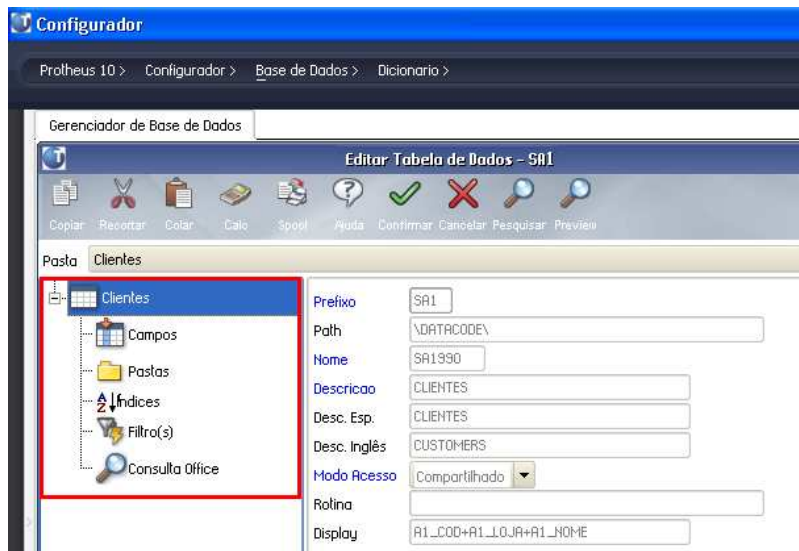 Configurador
Protheus 10 > Configurador > Base de Dados > Dicionario >
Gerenciador de Base de Dados
Editar Tabela de Dados - SA1
Copiar Recortar Colar Calc Spool Ajuda Confirmar Cancelar Pesquisar Preview
Pasta Clientes
Clientes
Campos
Pastas
Índices
Filtro(s)
Consulta Office
Prefixo SA1
Path \DATACODE\
Nome SA1990
Descricao CLIENTES
Desc. Esp. CLIENTES
Desc. Inglês CUSTOMERS
Modo Acesso Compartilhado
Rotina
Display A1_COD+A1_LOJA+A1_NOME